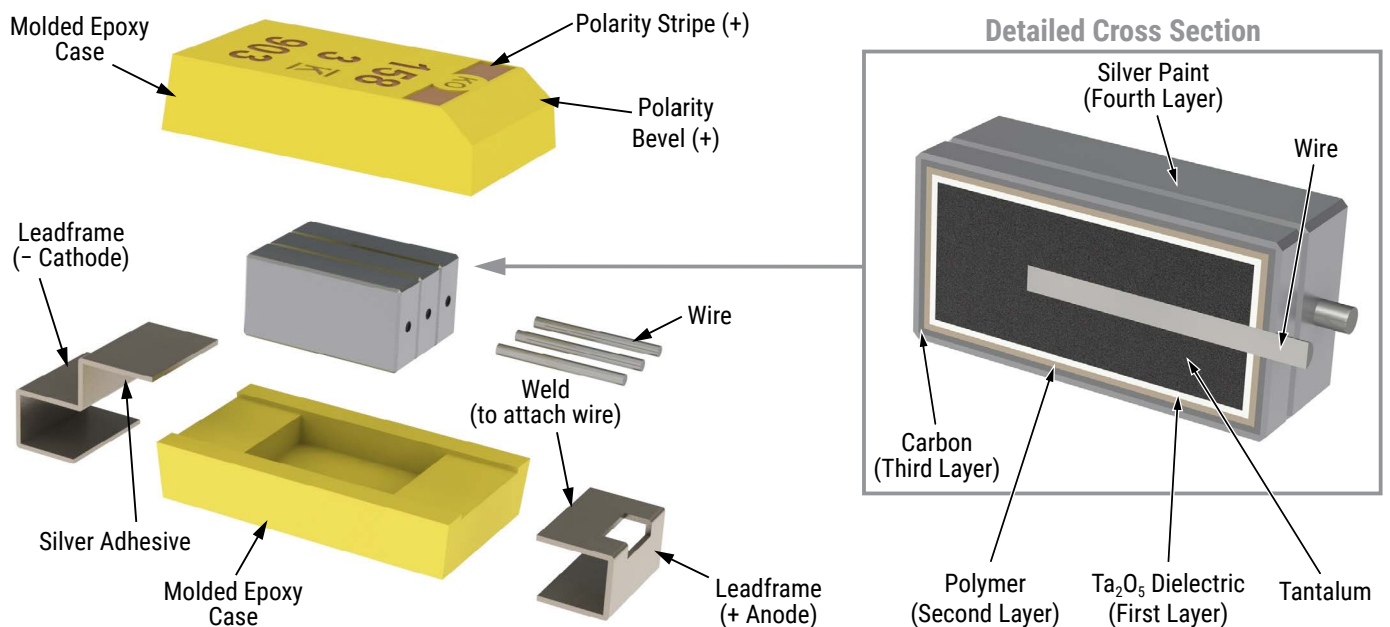 Molded Epoxy
Case
Polarity Stripe (+)
903
3
158
KO
Polarity
Bevel (+)
Detailed Cross Section
Silver Paint
(Fourth Layer)
Wire
Leadframe
(− Cathode)
Wire
Weld
(to attach wire)
Carbon
(Third Layer)
Silver Adhesive
Molded Epoxy
Case
Leadframe
(+ Anode)
Polymer
(Second Layer)
Ta₂O₅ Dielectric
(First Layer)
Tantalum